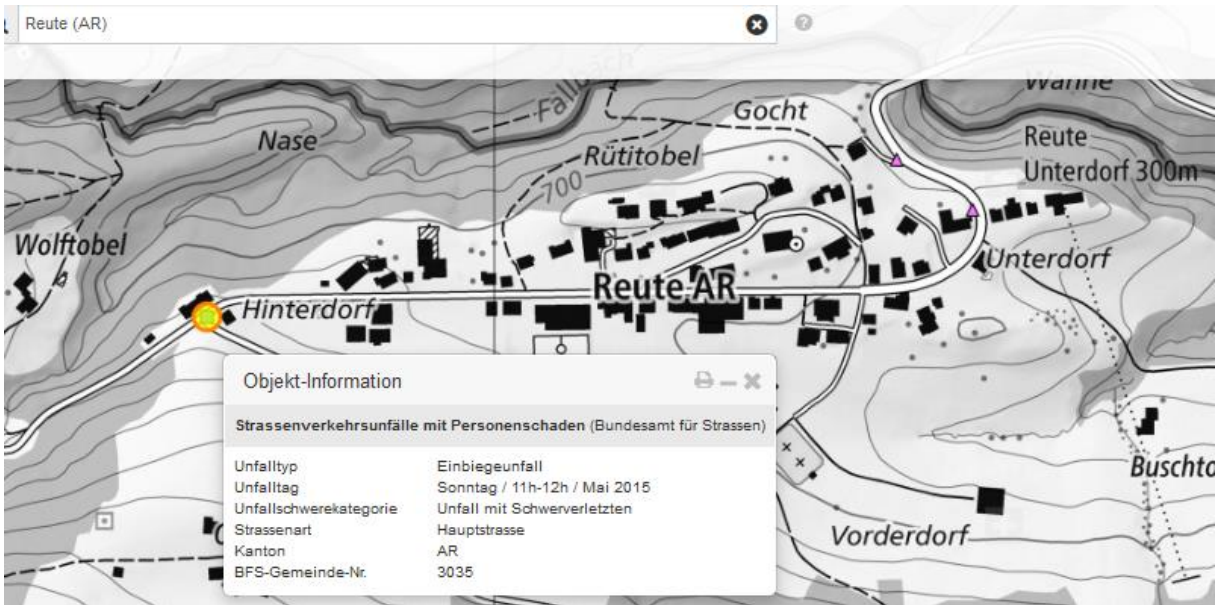 Reute (AR)
Fallbach
Wanne
Gocht
Nase
Reute
Unterdorf 300m
Rütitobel
700
Wolftobel
Unterdorf
Reute AR
Hinterdorf
Objekt-Information
Strassenverkehrsunfälle mit Personenschaden (Bundesamt für Strassen)
Unfalltyp Einbiegeunfall
Unfalltag Sonntag / 11h-12h / Mai 2015
Unfallschwerekategorie Unfall mit Schwerverletzten
Strassenart Hauptstrasse
Kanton AR
BFS-Gemeinde-Nr. 3035
Buschto
Vorderdorf